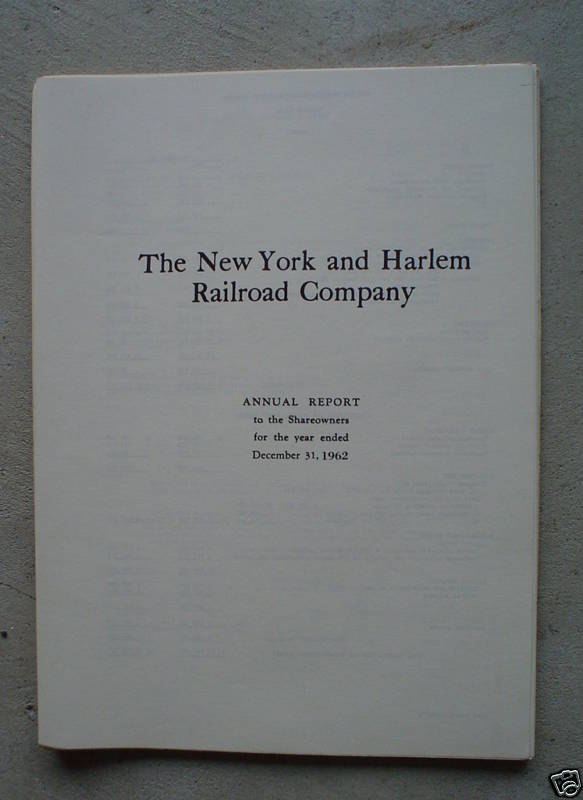 The New York and Harlem
Railroad Company
ANNUAL REPORT
to the Shareowners
for the year ended
December 31, 1962